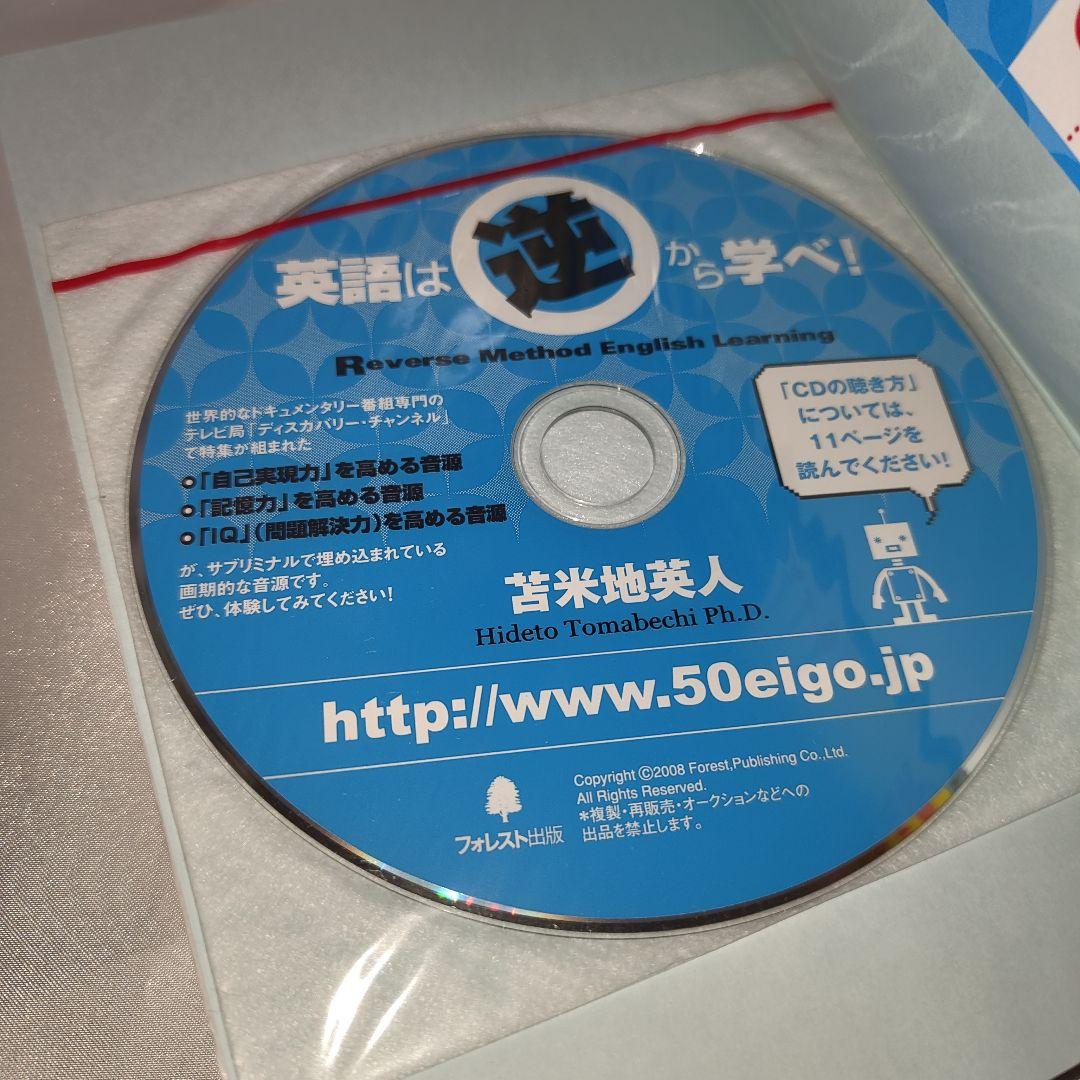 英語は逆から学べ!
Reverse Method English Learning
世界的なドキュメンタリー番組専門の
テレビ局「ディスカバリー・チャンネル」
で特集が組まれた
「自己実現力」を高める音源
「記憶力」を高める音源
「IQ」(問題解決力)を高める音源
が、サブリミナルで埋め込まれている
画期的な音源です。
ぜひ、体験してみてください!
「CDの聴き方」
については、
11ページを
読んでください!
苫米地英人
Hideto Tomabechi Ph.D.
http://www.50eigo.jp
フォレスト出版
Copyright ©2008 Forest,Publishing Co.,Ltd.
All Rights Reserved.
*複製・再販売・オークションなどへの
出品を禁止します。